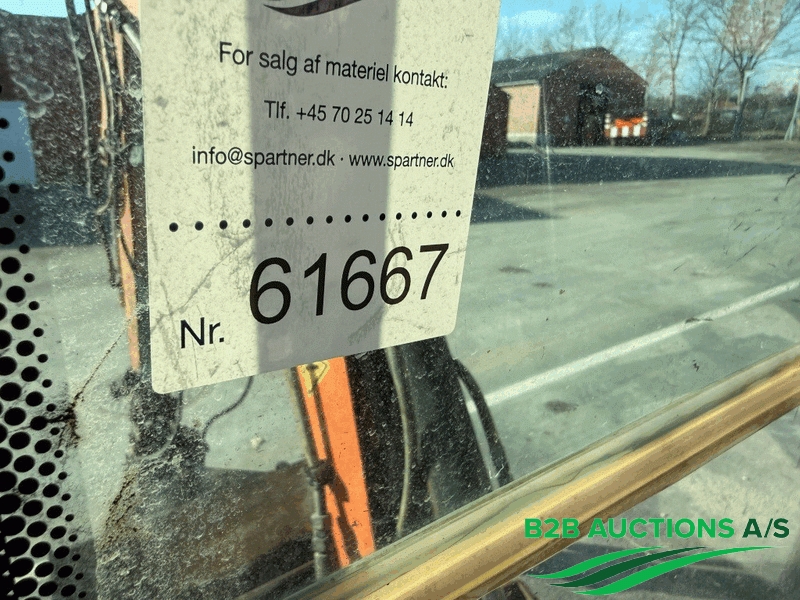 For salg af materiel kontakt:
Tlf. +45 70 25 14 14
info@spartner.dk · www.spartner.dk
Nr. 61667
B2B AUCTIONS A/S